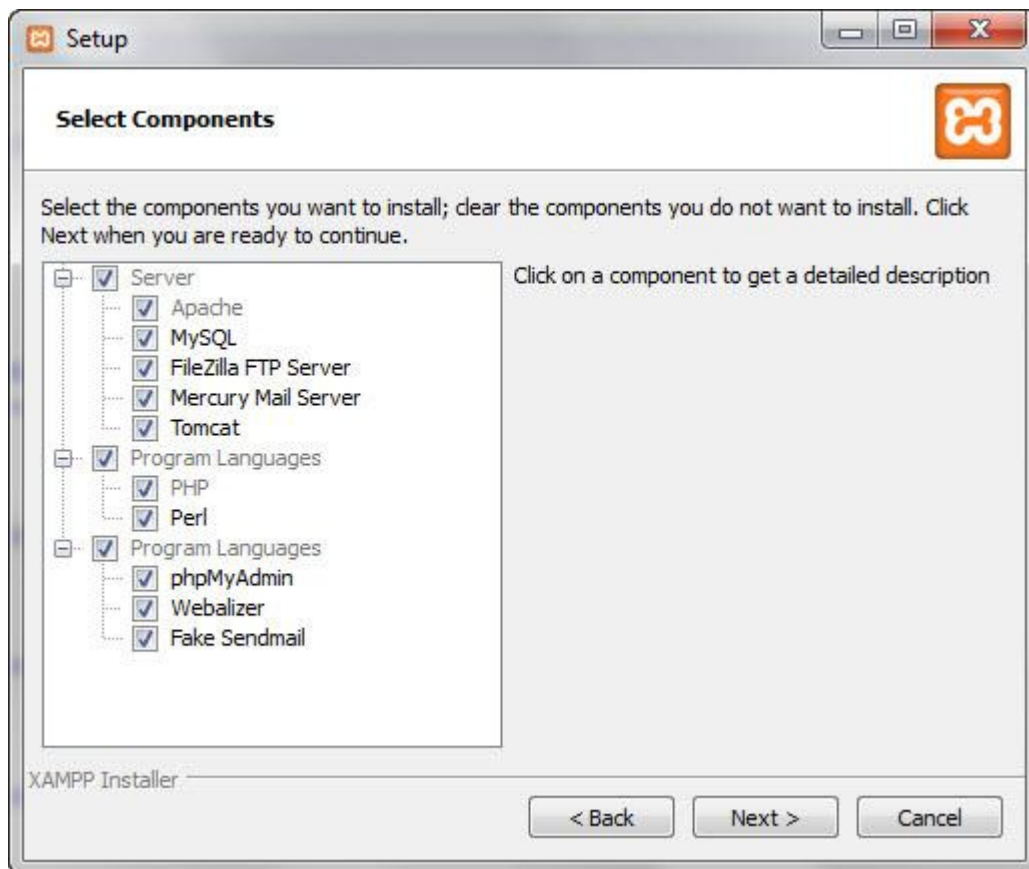 Setup
Select Components
Select the components you want to install; clear the components you do not want to install. Click
Next when you are ready to continue.
Server
Apache
MySQL
FileZilla FTP Server
Mercury Mail Server
Tomcat
Program Languages
PHP
Perl
Program Languages
phpMyAdmin
Webalizer
Fake Sendmail
Click on a component to get a detailed description
XAMPP Installer
< Back
Next >
Cancel